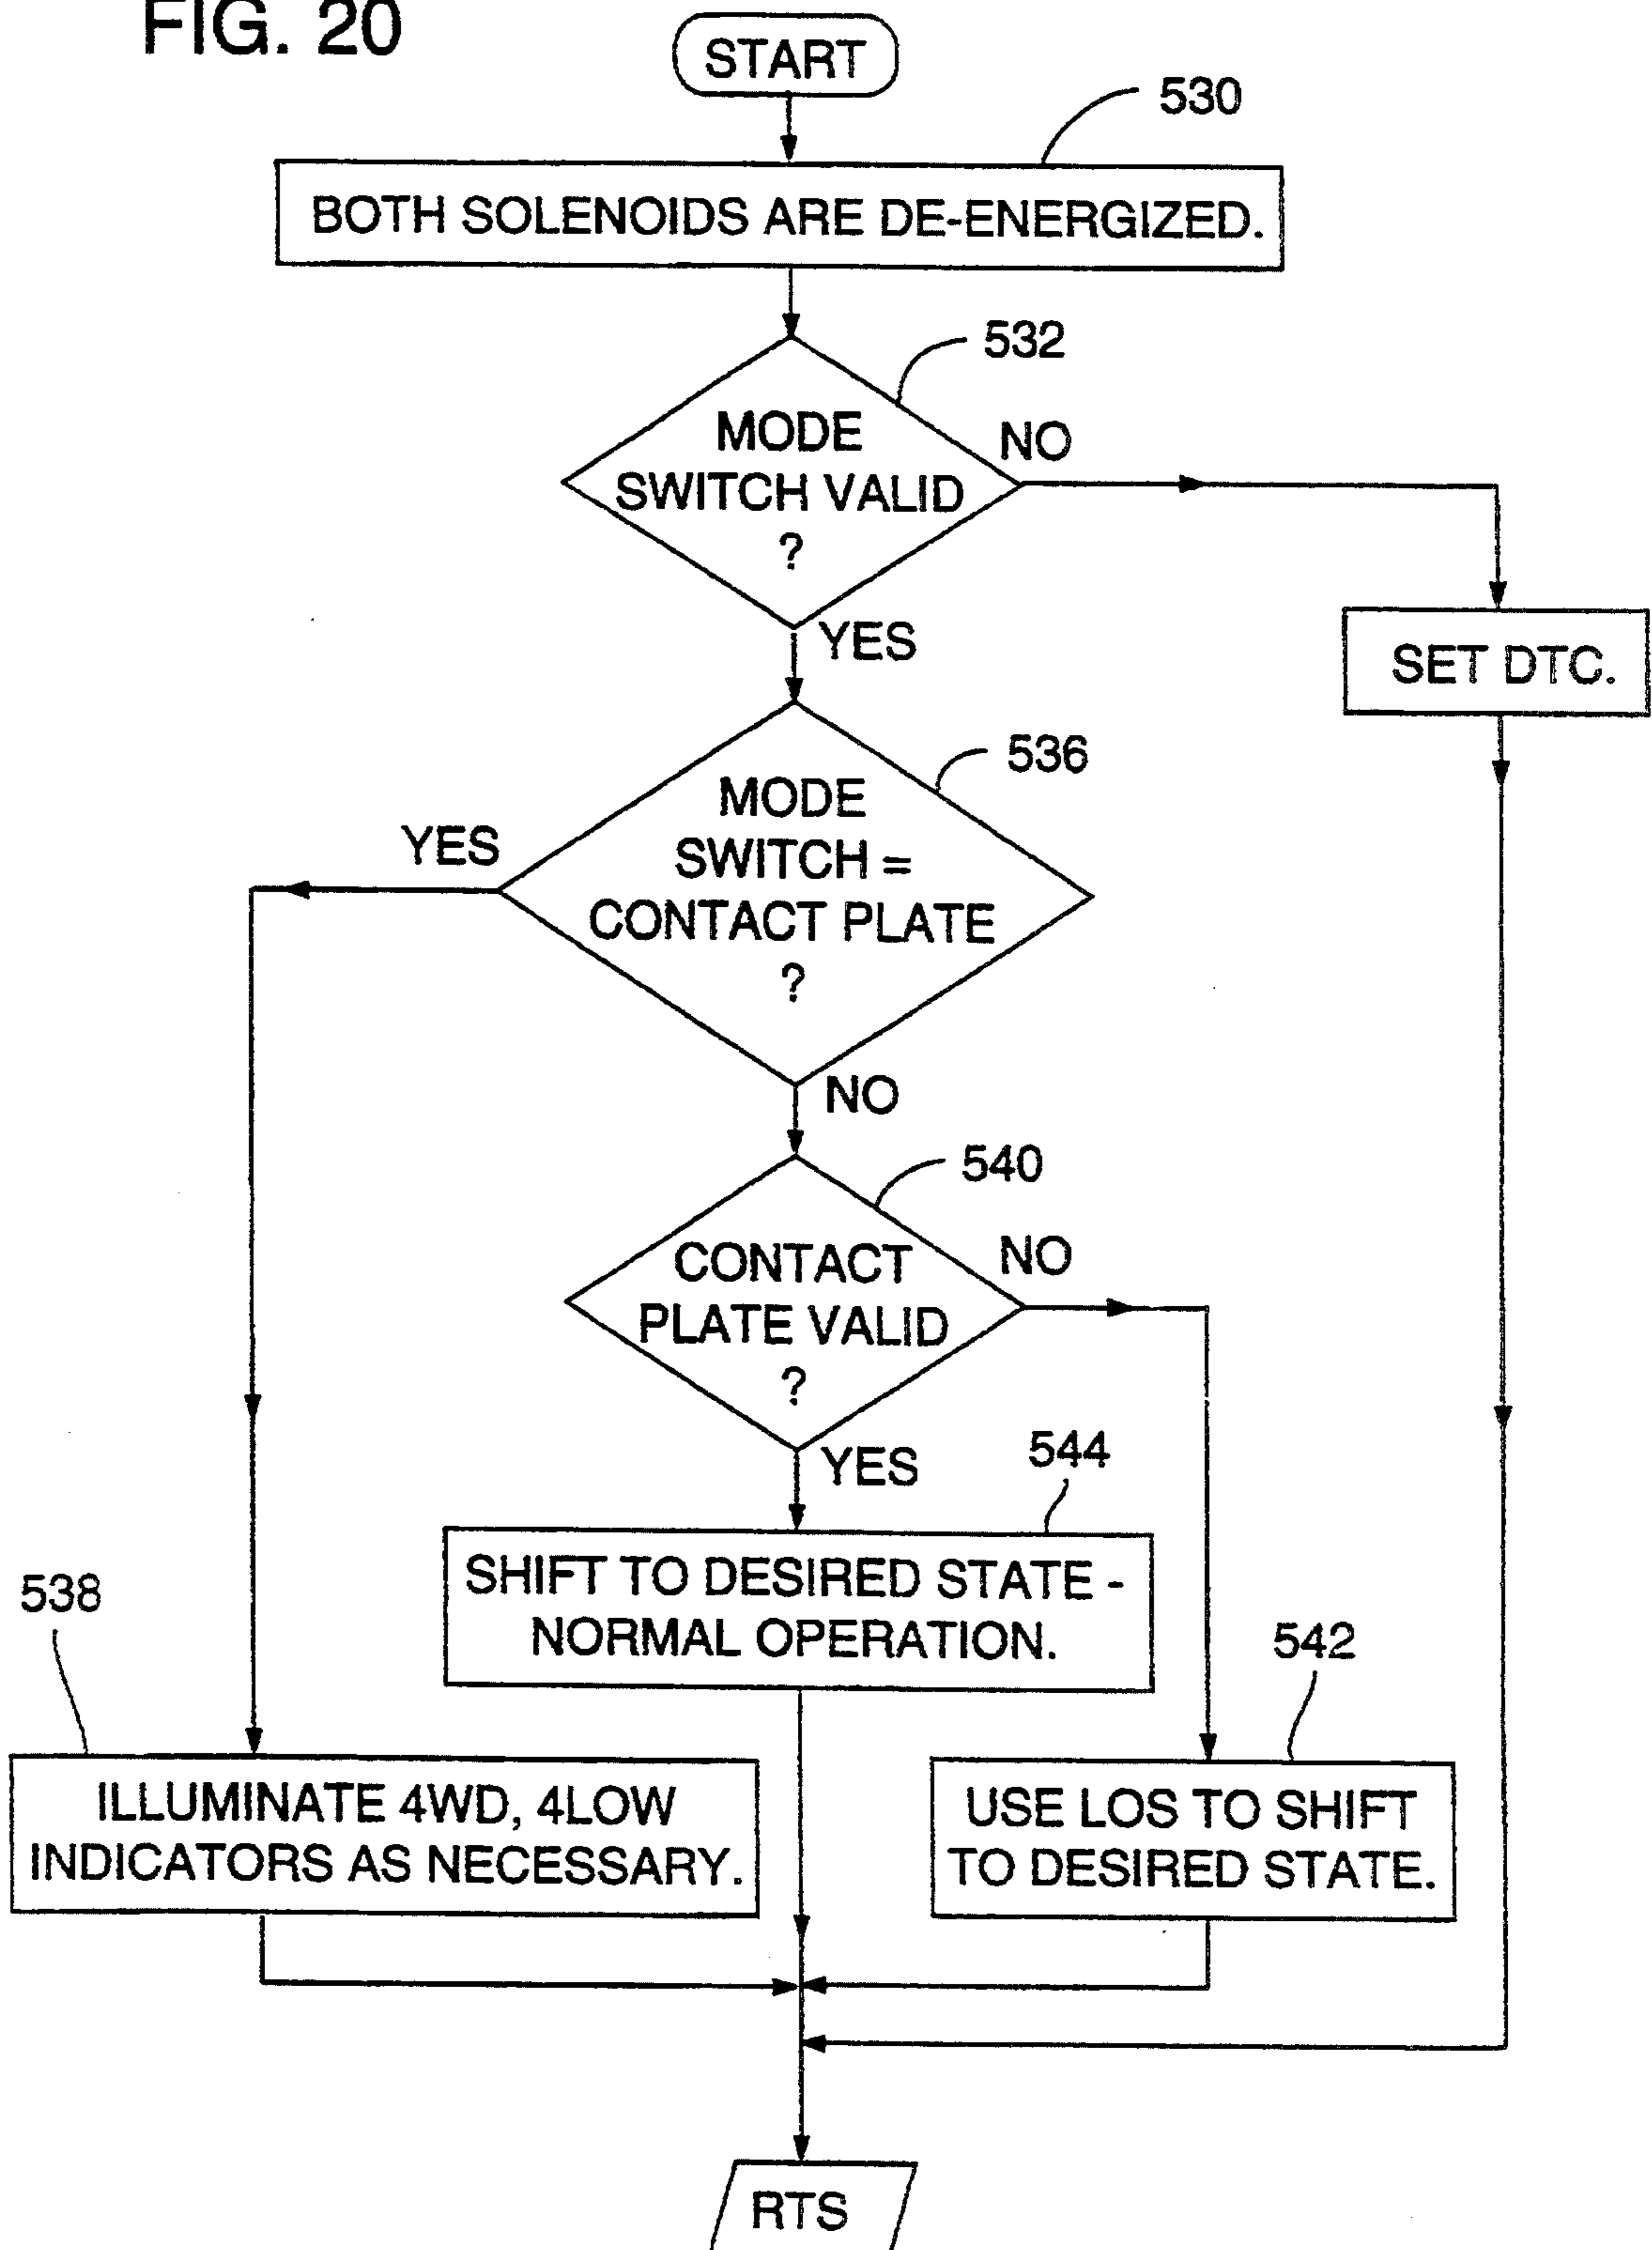 FIG. 20
START
530
BOTH SOLENOIDS ARE DE-ENERGIZED.
532
MODE
SWITCH VALID
?
NO
YES
SET DTC.
536
MODE
SWITCH =
CONTACT PLATE
?
YES
NO
540
CONTACT
PLATE VALID
?
NO
YES
544
SHIFT TO DESIRED STATE -
NORMAL OPERATION.
538
ILLUMINATE 4WD, 4LOW
INDICATORS AS NECESSARY.
542
USE LOS TO SHIFT
TO DESIRED STATE.
RTS